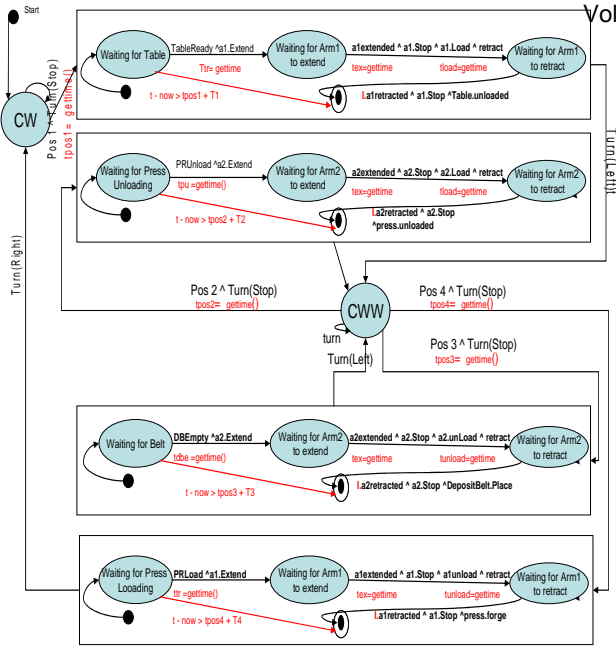 Start
Vol
CW
Pos 1 ^ Turn(Stop)
tpos1= gettime()
Waiting for Table
TableReady ^a1.Extend
Ttr= gettime
Waiting for Arm1
to extend
a1extended ^ a1.Stop ^ a1.Load ^ retract
tex=gettime
tload=gettime
Waiting for Arm1
to retract
t - now > tpos1 + T1
I.a1retracted ^ a1.Stop ^Table.unloaded
Turn(Left)
Waiting for Press
Unloading
PRUnload ^a2.Extend
tpu =gettime()
Waiting for Arm2
to extend
a2extended ^ a2.Stop ^ a2.Load ^ retract
tex=gettime
tload=gettime
Waiting for Arm2
to retract
t - now > tpos2 + T2
I.a2retracted ^ a2.Stop
^press.unloaded
Turn(Right)
Pos 2 ^ Turn(Stop)
tpos2= gettime()
CWW
Pos 4 ^ Turn(Stop)
tpos4= gettime()
turn
Turn(Left)
Pos 3 ^ Turn(Stop)
tpos3= gettime()
Waiting for Belt
DBEmpty ^a2.Extend
tdbe =gettime()
Waiting for Arm2
to extend
a2extended ^ a2.Stop ^ a2.unLoad ^ retract
tex=gettime
tunload=gettime
Waiting for Arm2
to retract
t - now > tpos3 + T3
I.a2retracted ^ a2.Stop ^DepositBelt.Place
Waiting for Press
Lloading
PRLoad ^a1.Extend
ttr =gettime()
Waiting for Arm1
to extend
a1extended ^ a1.Stop ^ a1unload ^ retract
tex=gettime
tunload=gettime
Waiting for Arm1
to retract
t - now > tpos4 + T4
I.a1retracted ^ a1.Stop ^press.forge